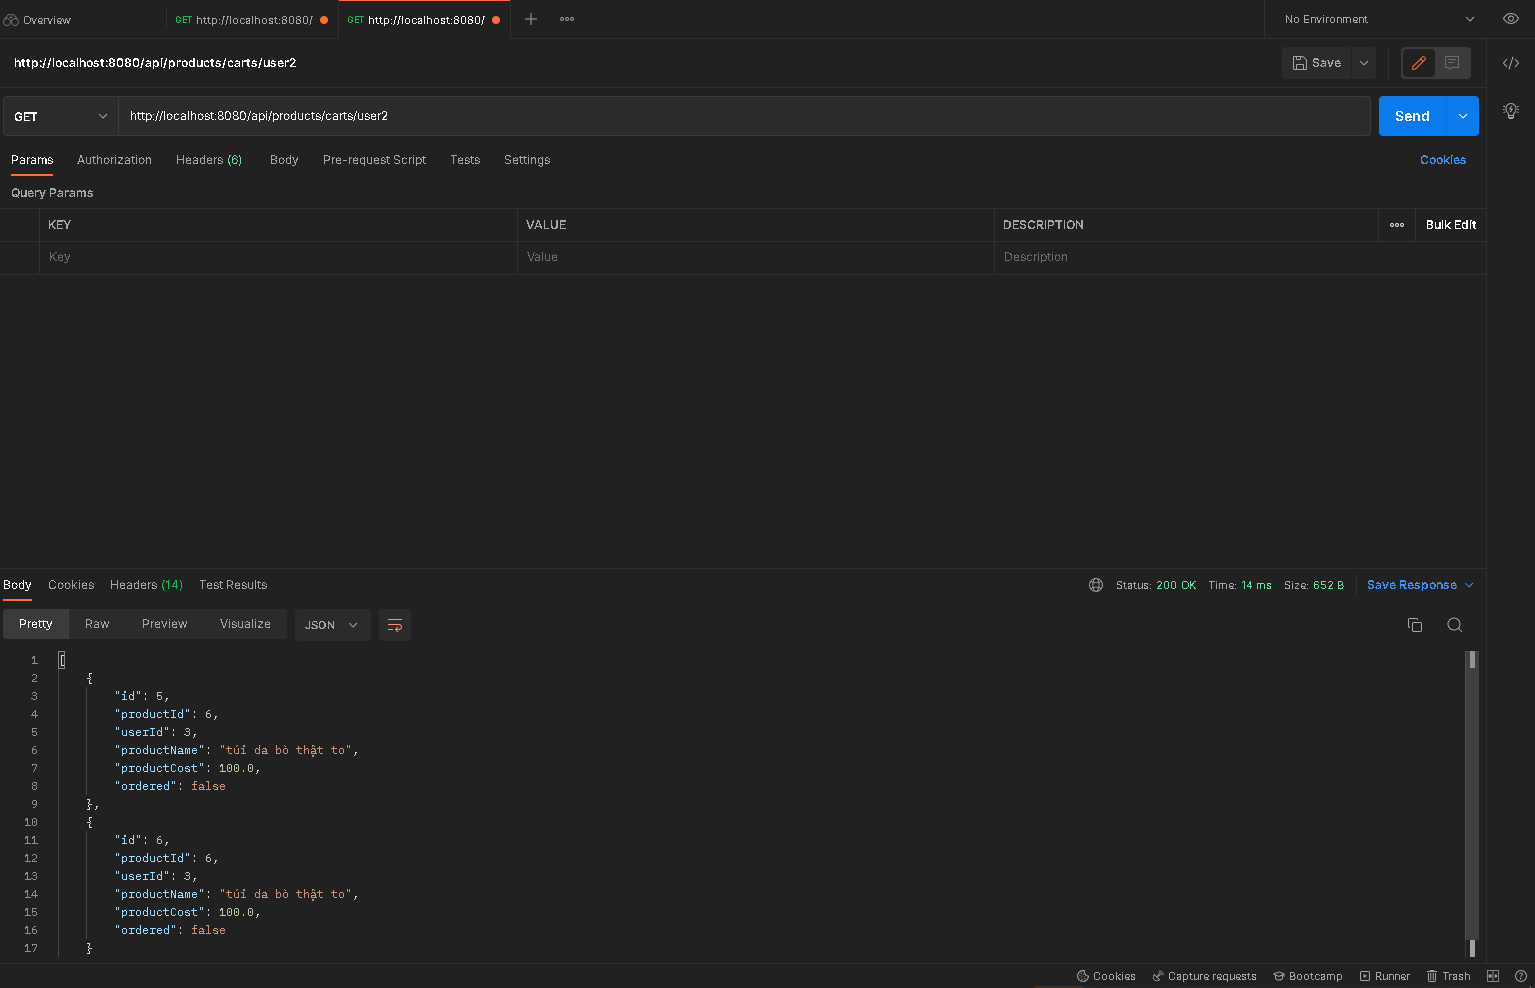 Overview
GET http://localhost:8080/
GET http://localhost:8080/
No Environment
http://localhost:8080/api/products/carts/user2
Save
GET
http://localhost:8080/api/products/carts/user2
Send
Params Authorization Headers (6) Body Pre-request Script Tests Settings Cookies
Query Params
KEY VALUE DESCRIPTION Bulk Edit
Key Value Description
Body Cookies Headers (14) Test Results Status: 200 OK Time: 14 ms Size: 652 B Save Response
Pretty Raw Preview Visualize JSON
1 [
2 {
3 "id": 5,
4 "productId": 6,
5 "userId": 3,
6 "productName": "túi da bò thật to",
7 "productCost": 100.0,
8 "ordered": false
9 },
10 {
11 "id": 6,
12 "productId": 6,
13 "userId": 3,
14 "productName": "túi da bò thật to",
15 "productCost": 100.0,
16 "ordered": false
17 }
Cookies Capture requests Bootcamp Runner Trash